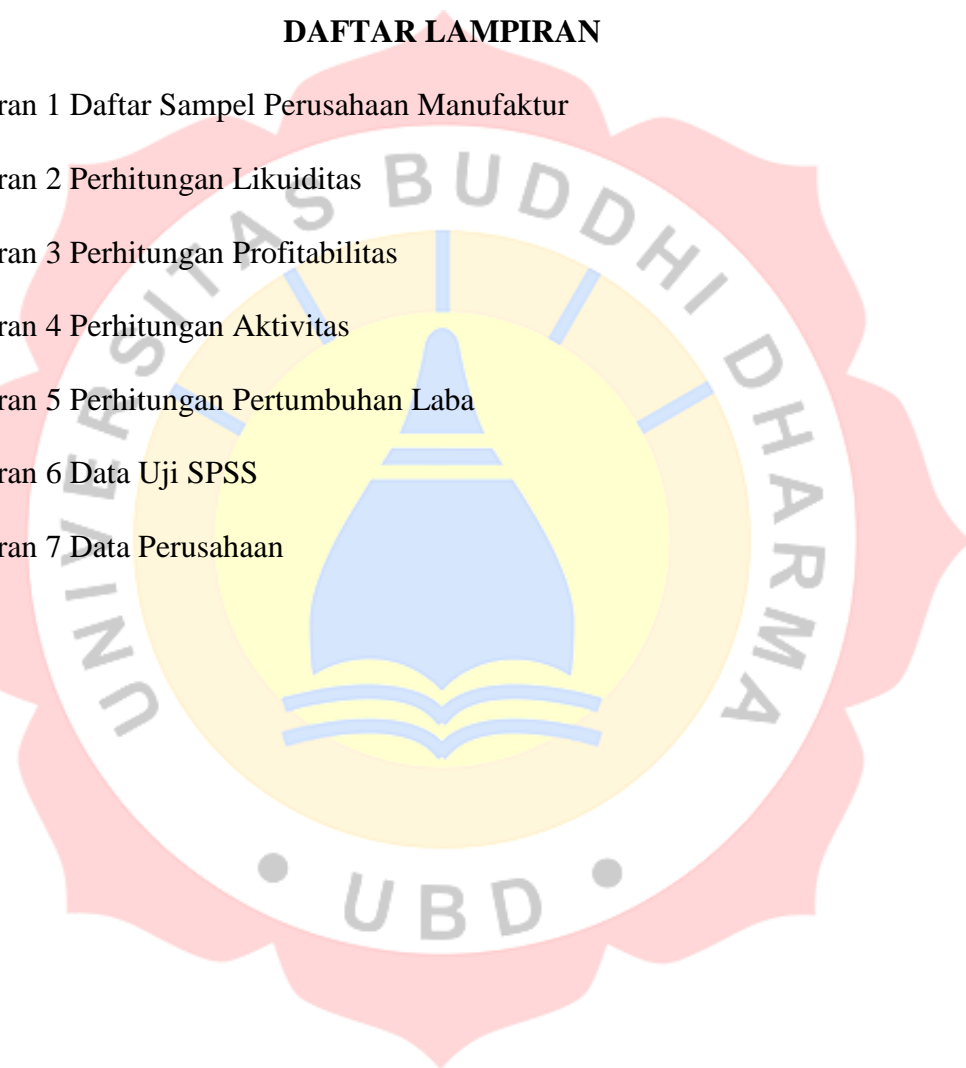 DAFTAR LAMPIRAN
ran 1 Daftar Sampel Perusahaan Manufaktur
ran 2 Perhitungan Likuiditas
ran 3 Perhitungan Profitabilitas
ran 4 Perhitungan Aktivitas
ran 5 Perhitungan Pertumbuhan Laba
ran 6 Data Uji SPSS
ran 7 Data Perusahaan
UNIVERSITAS BUDDHI DHARMA
• UBD •